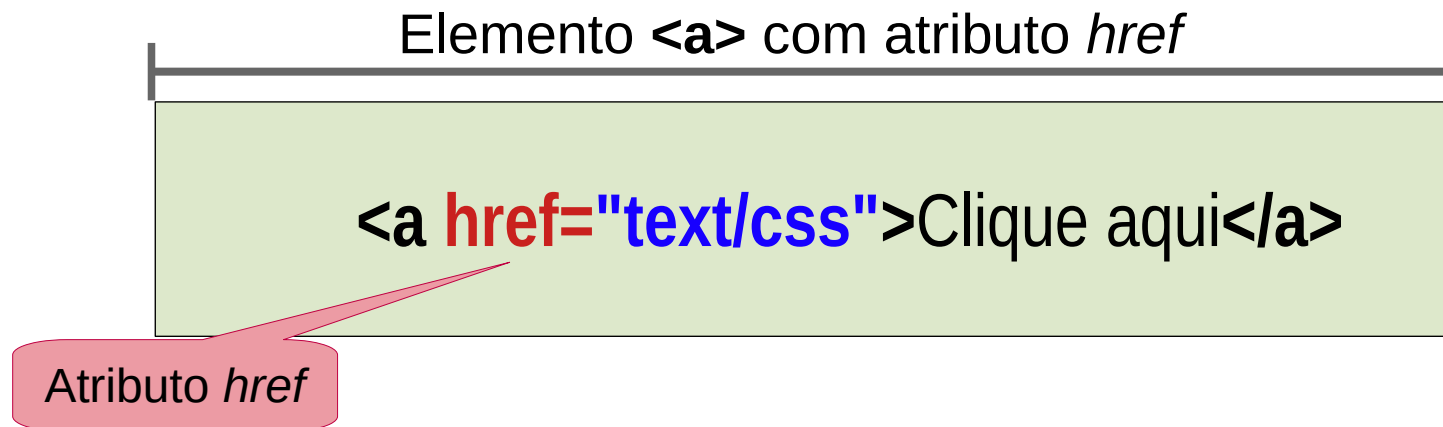 Elemento <a> com atributo href
<a href="text/css">Clique aqui</a>
Atributo href